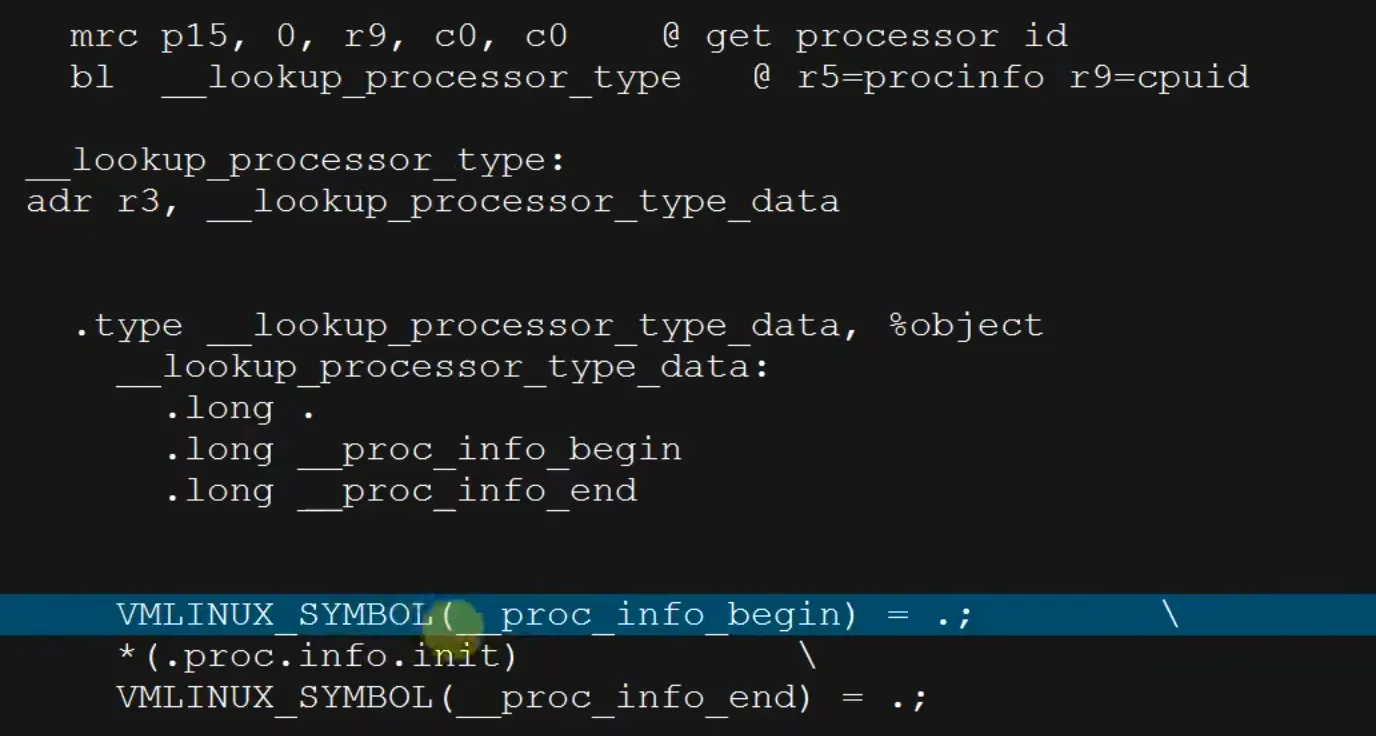 mrc p15, 0, r9, c0, c0    @ get processor id
bl  __lookup_processor_type   @ r5=procinfo r9=cpuid
__lookup_processor_type:
adr r3, __lookup_processor_type_data
.type __lookup_processor_type_data, %object
__lookup_processor_type_data:
.long .
.long __proc_info_begin
.long __proc_info_end
VMLINUX_SYMBOL(__proc_info_begin) = .;        \
*(.proc.info.init)            \
VMLINUX_SYMBOL(__proc_info_end) = .;